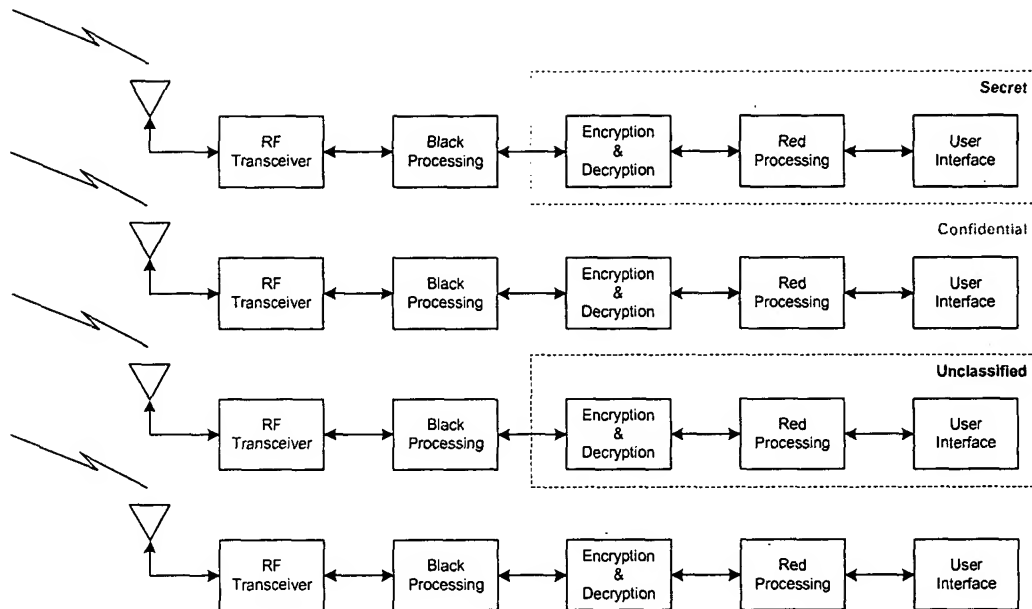 Secret
RF
Transceiver
Black
Processing
Encryption
&
Decryption
Red
Processing
User
Interface
Confidential
RF
Transceiver
Black
Processing
Encryption
&
Decryption
Red
Processing
User
Interface
Unclassified
RF
Transceiver
Black
Processing
Encryption
&
Decryption
Red
Processing
User
Interface
RF
Transceiver
Black
Processing
Encryption
&
Decryption
Red
Processing
User
Interface